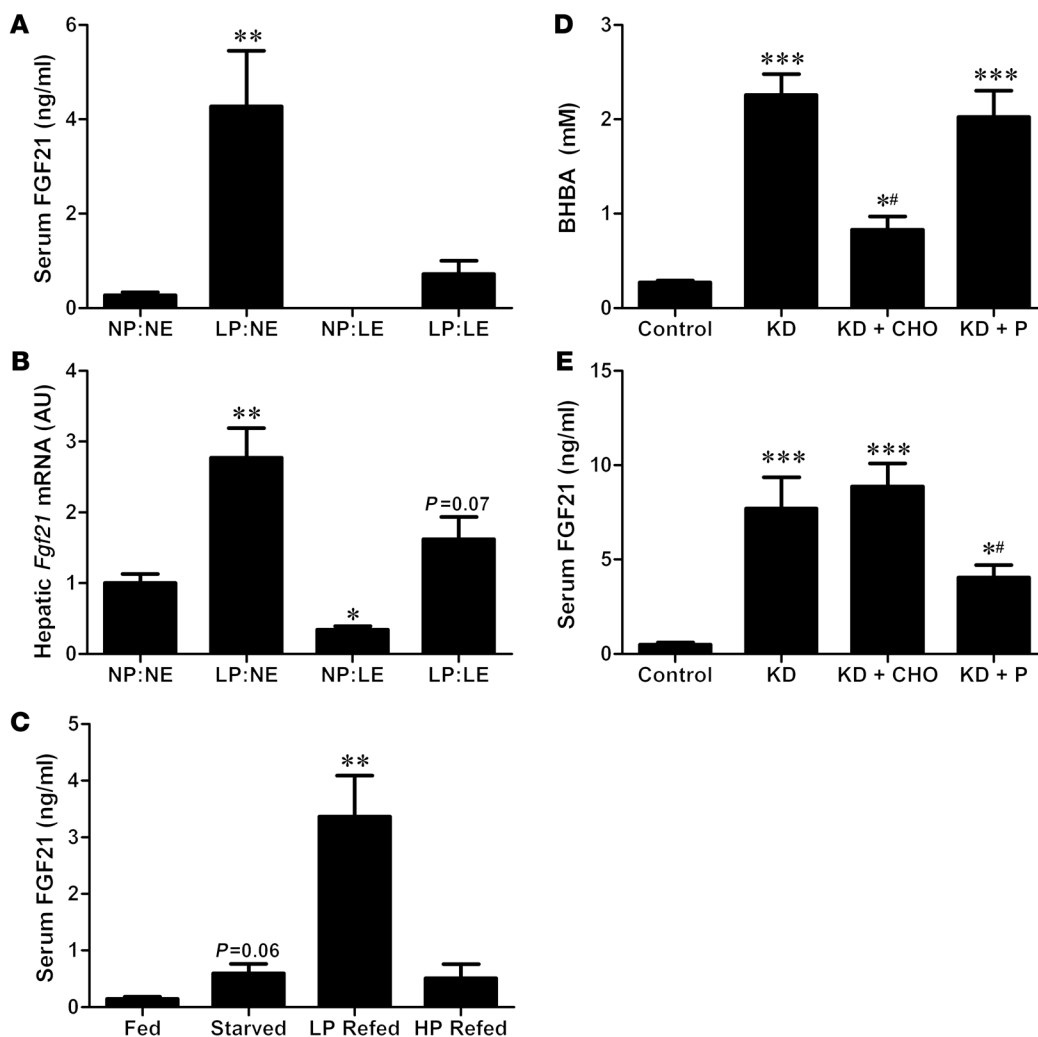 A
Serum FGF21 (ng/ml)
6
4
2
0
**
NP:NE LP:NE NP:LE LP:LE
B
Hepatic Fgf21 mRNA (AU)
4
3
2
1
0
**
*
P=0.07
NP:NE LP:NE NP:LE LP:LE
C
Serum FGF21 (ng/ml)
5
4
3
2
1
0
P=0.06
**
Fed Starved LP Refed HP Refed
D
BHBA (mM)
3
2
1
0
***
*#
***
Control KD KD + CHO KD + P
E
Serum FGF21 (ng/ml)
15
10
5
0
***
***
*#
Control KD KD + CHO KD + P